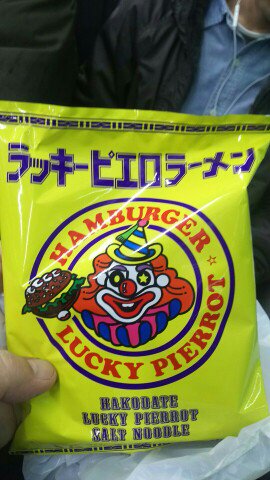 ラッキーピエロラーメン
HAMBURGER
LUCKY PIERROT
HAKODATE
LUCKY PIERROT
SALT NOODLE